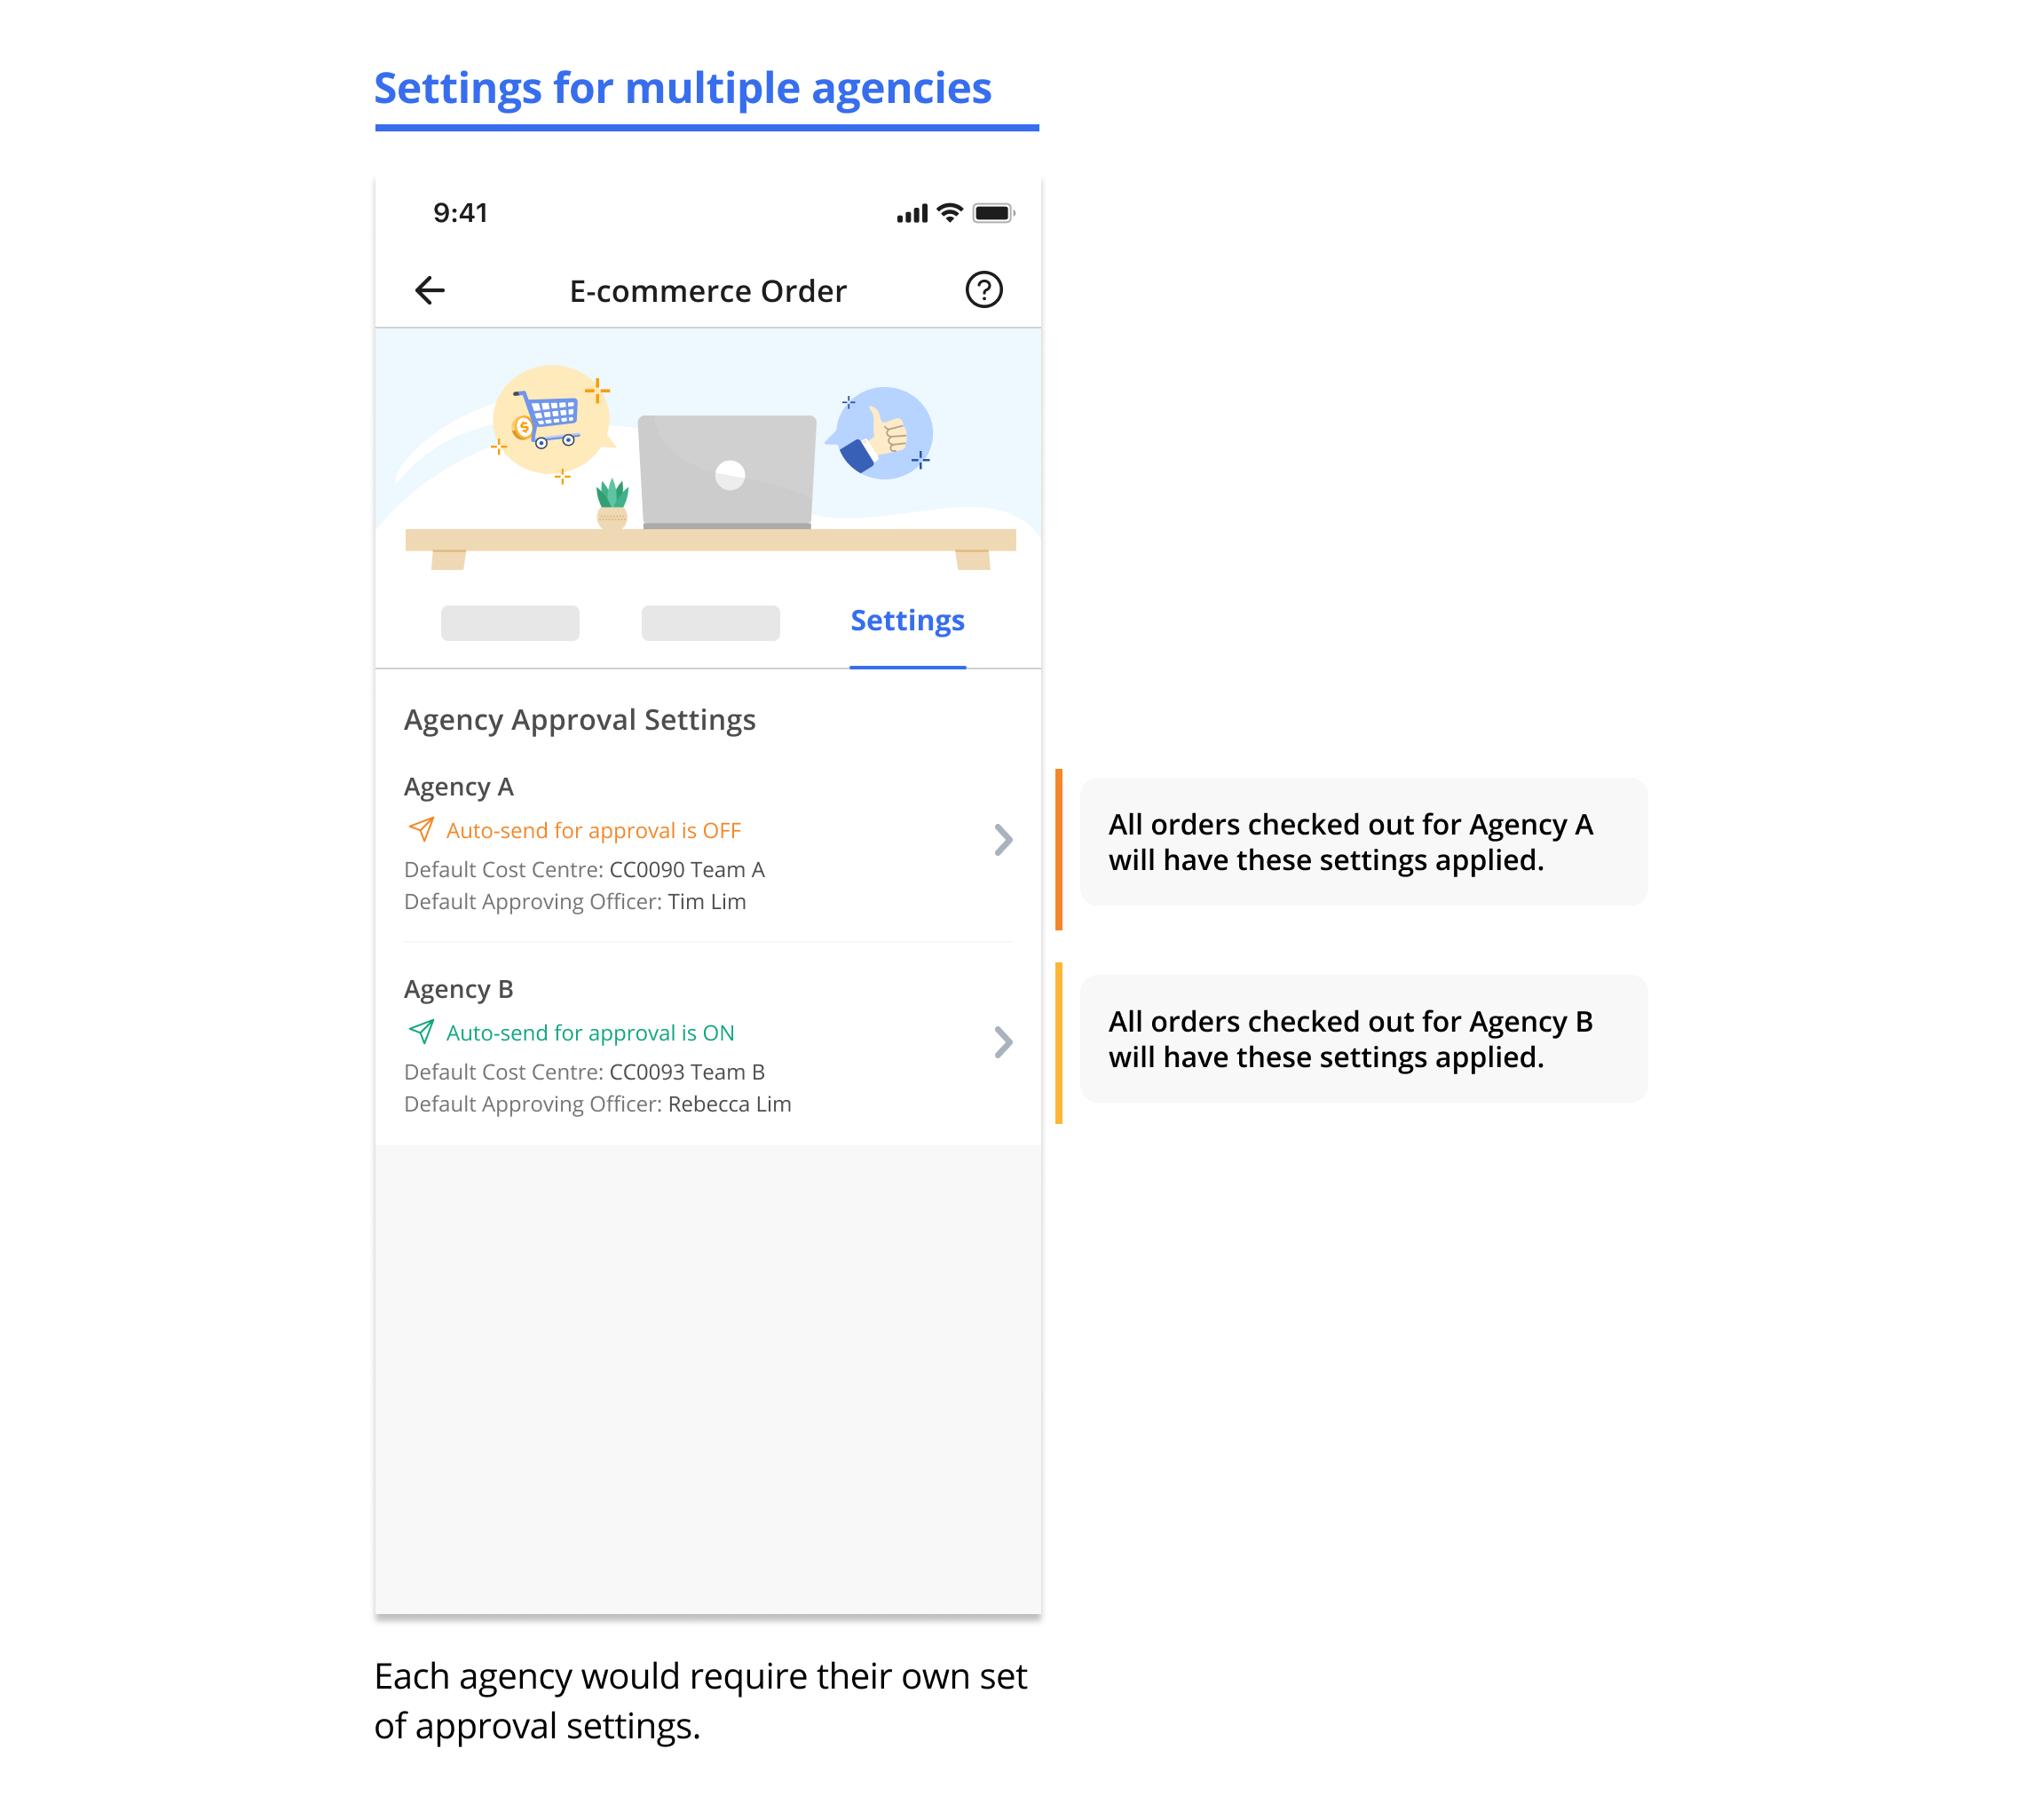 Settings for multiple agencies
9:41
E-commerce Order
?
$
Settings
Agency Approval Settings
Agency A
Auto-send for approval is OFF
Default Cost Centre: CC0090 Team A
Default Approving Officer: Tim Lim
All orders checked out for Agency A
will have these settings applied.
Agency B
Auto-send for approval is ON
Default Cost Centre: CC0093 Team B
Default Approving Officer: Rebecca Lim
All orders checked out for Agency B
will have these settings applied.
Each agency would require their own set
of approval settings.